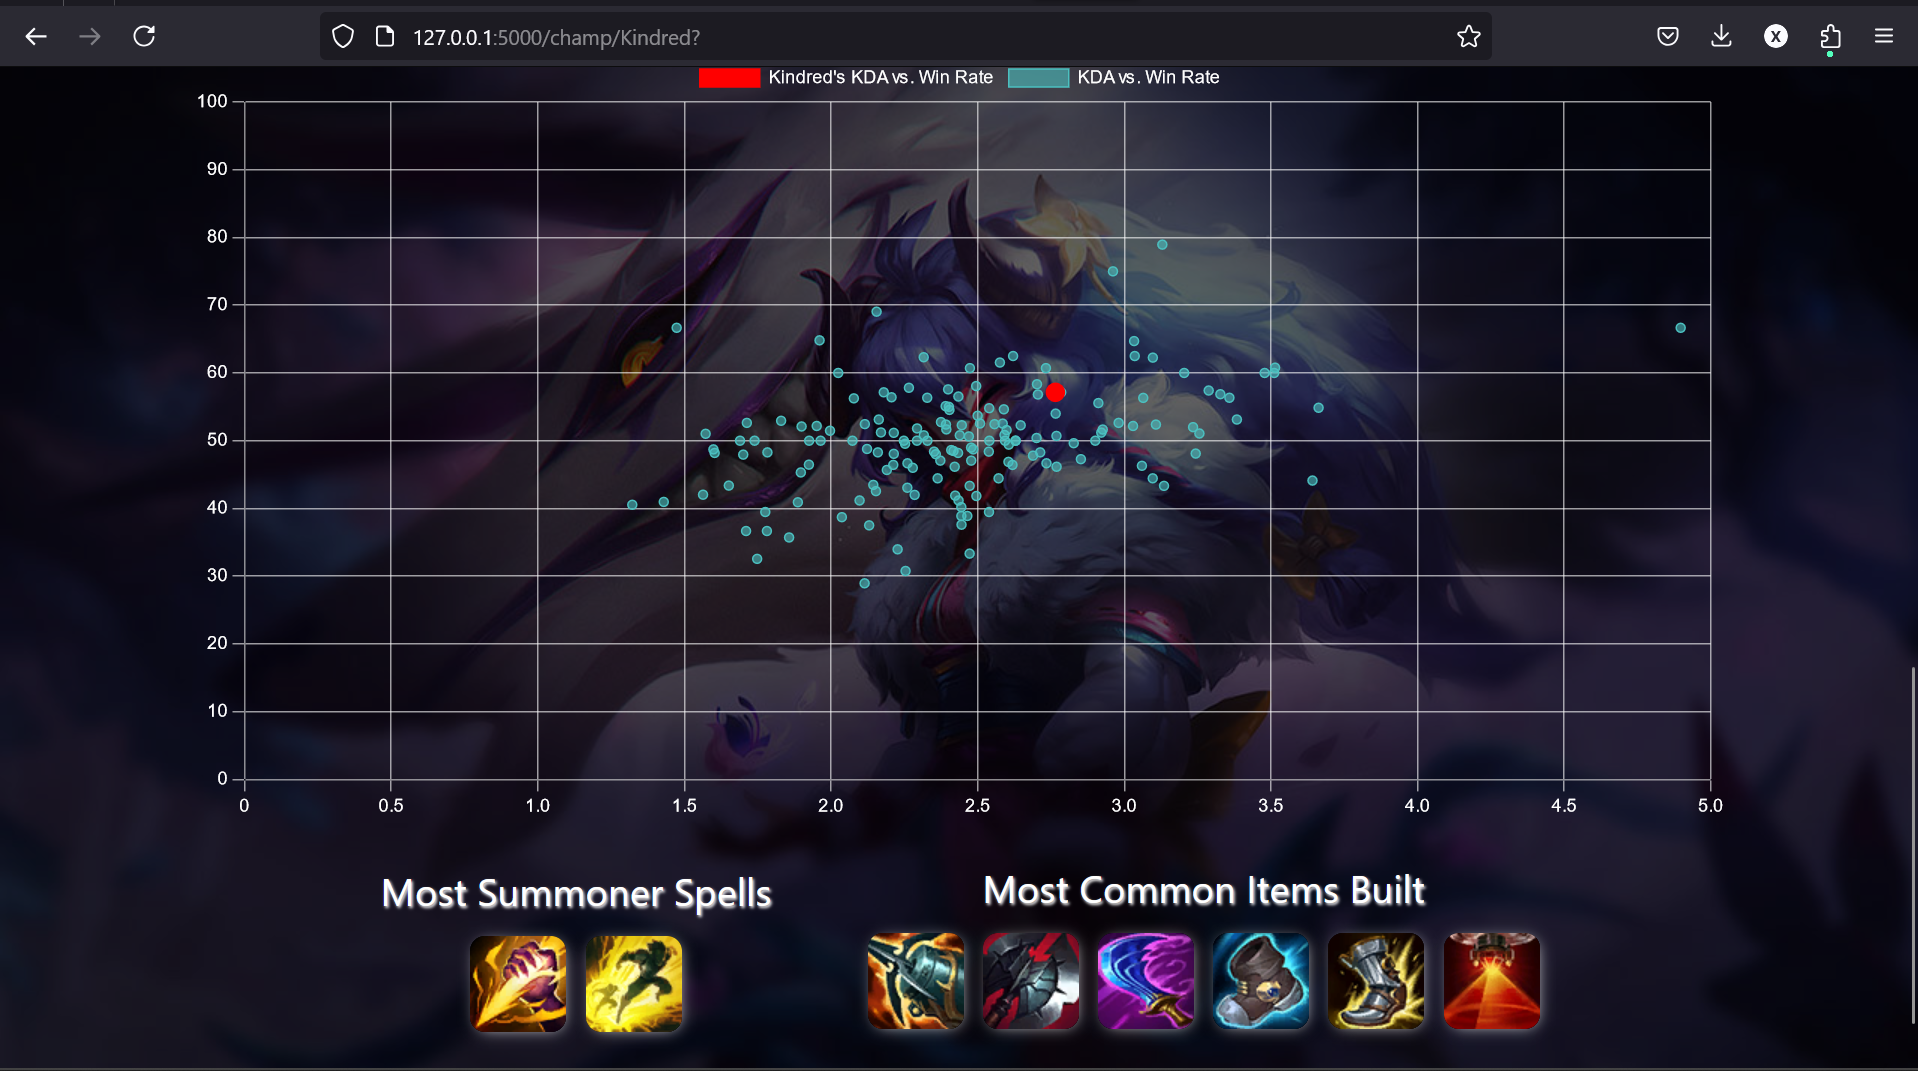 127.0.0.1:5000/champ/Kindred?
X
Kindred's KDA vs. Win Rate KDA vs. Win Rate
100
90
80
70
60
50
40
30
20
10
0
0 0.5 1.0 1.5 2.0 2.5 3.0 3.5 4.0 4.5 5.0
Most Summoner Spells
Most Common Items Built